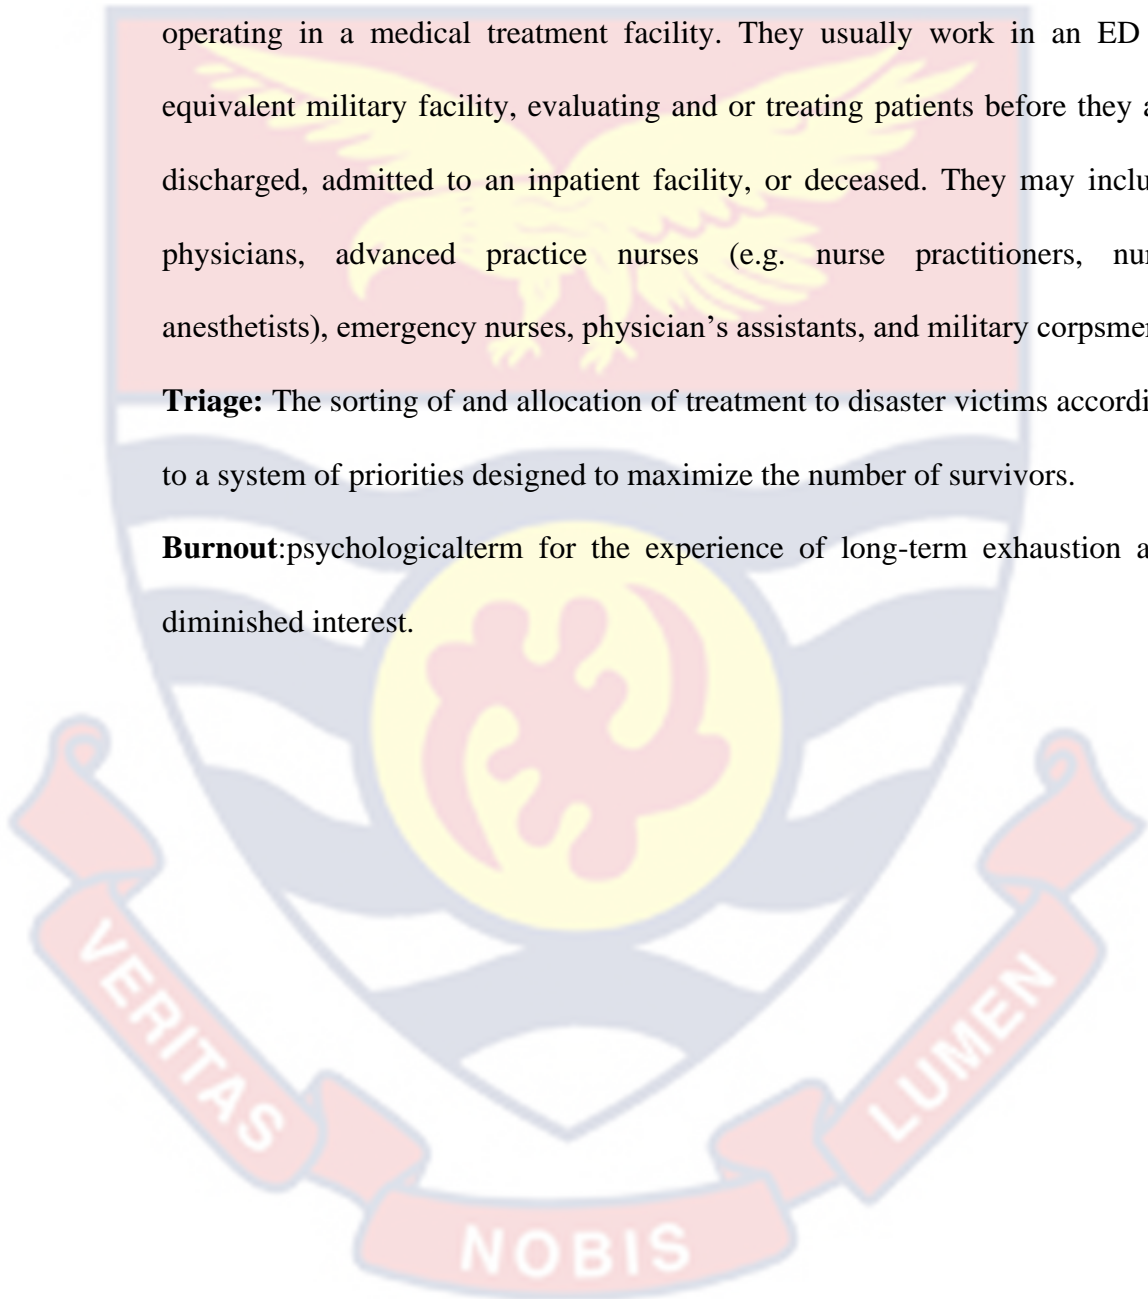 operating in a medical treatment facility. They usually work in an ED
equivalent military facility, evaluating and or treating patients before they a
discharged, admitted to an inpatient facility, or deceased. They may inclu
physicians, advanced practice nurses (e.g. nurse practitioners, nur
anesthetists), emergency nurses, physician’s assistants, and military corpsmen
Triage: The sorting of and allocation of treatment to disaster victims accordi
to a system of priorities designed to maximize the number of survivors.
Burnout:psychologicalterm for the experience of long-term exhaustion a
diminished interest.
VERITAS
NOBIS
LUMEN